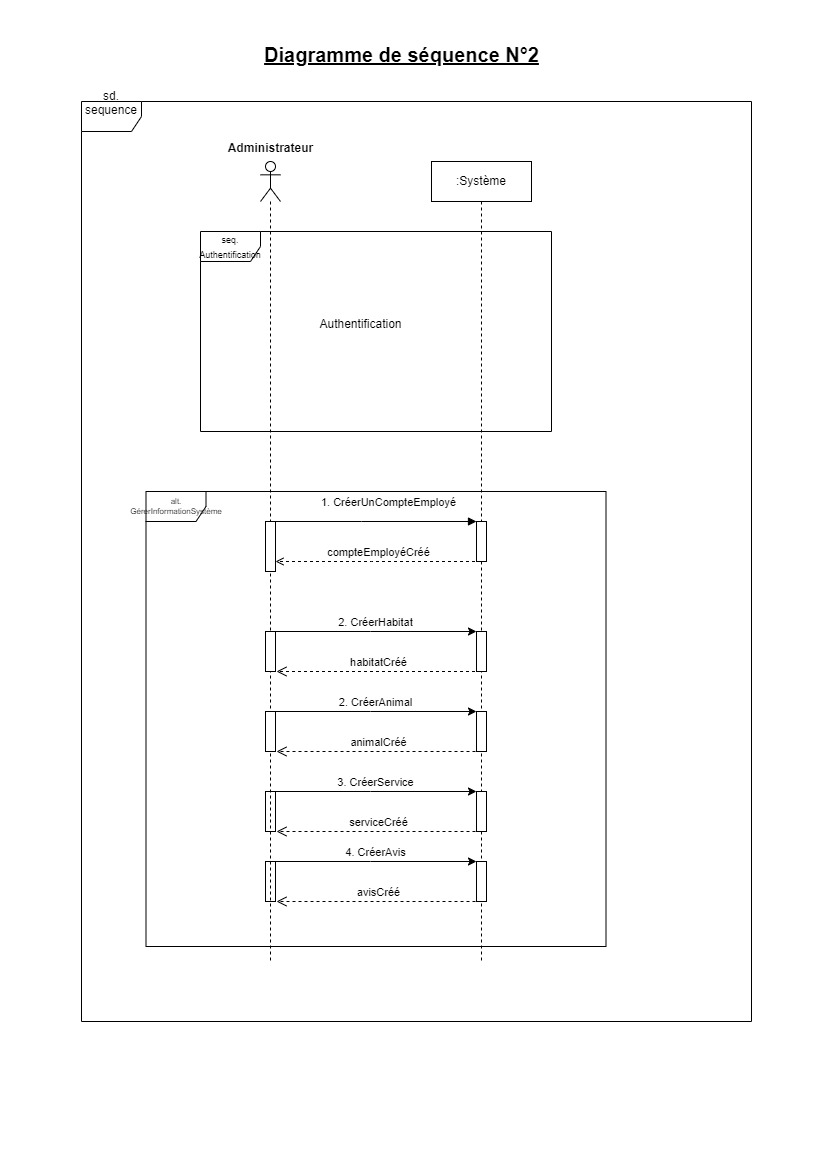 Diagramme de séquence N°2
sd.
sequence
Administrateur
:Système
seq.
Authentification
Authentification
alt.
GérerInformationSystème
1. CréerUnCompteEmployé
compteEmployéCréé
2. CréerHabitat
habitatCréé
2. CréerAnimal
animalCréé
3. CréerService
serviceCréé
4. CréerAvis
avisCréé